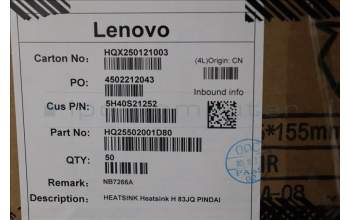 Lenovo
Carton No: HQX250121003
(4L)Origin: CN
PO: 4502212043
Inbound info
Cus P/N: 5H40S21252
Part No: HQ25502001D80
*155mm
QTY: 50
Remark: NB7266A
Description: HEATSINK Heatsink H 83JQ PINDAI